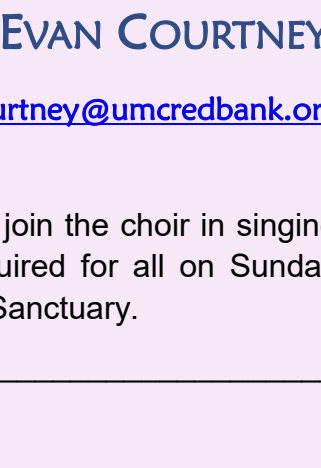 EVAN COURTNEY
urtney@umcredbank.or
join the choir in singin
uired for all on Sunda
Sanctuary.